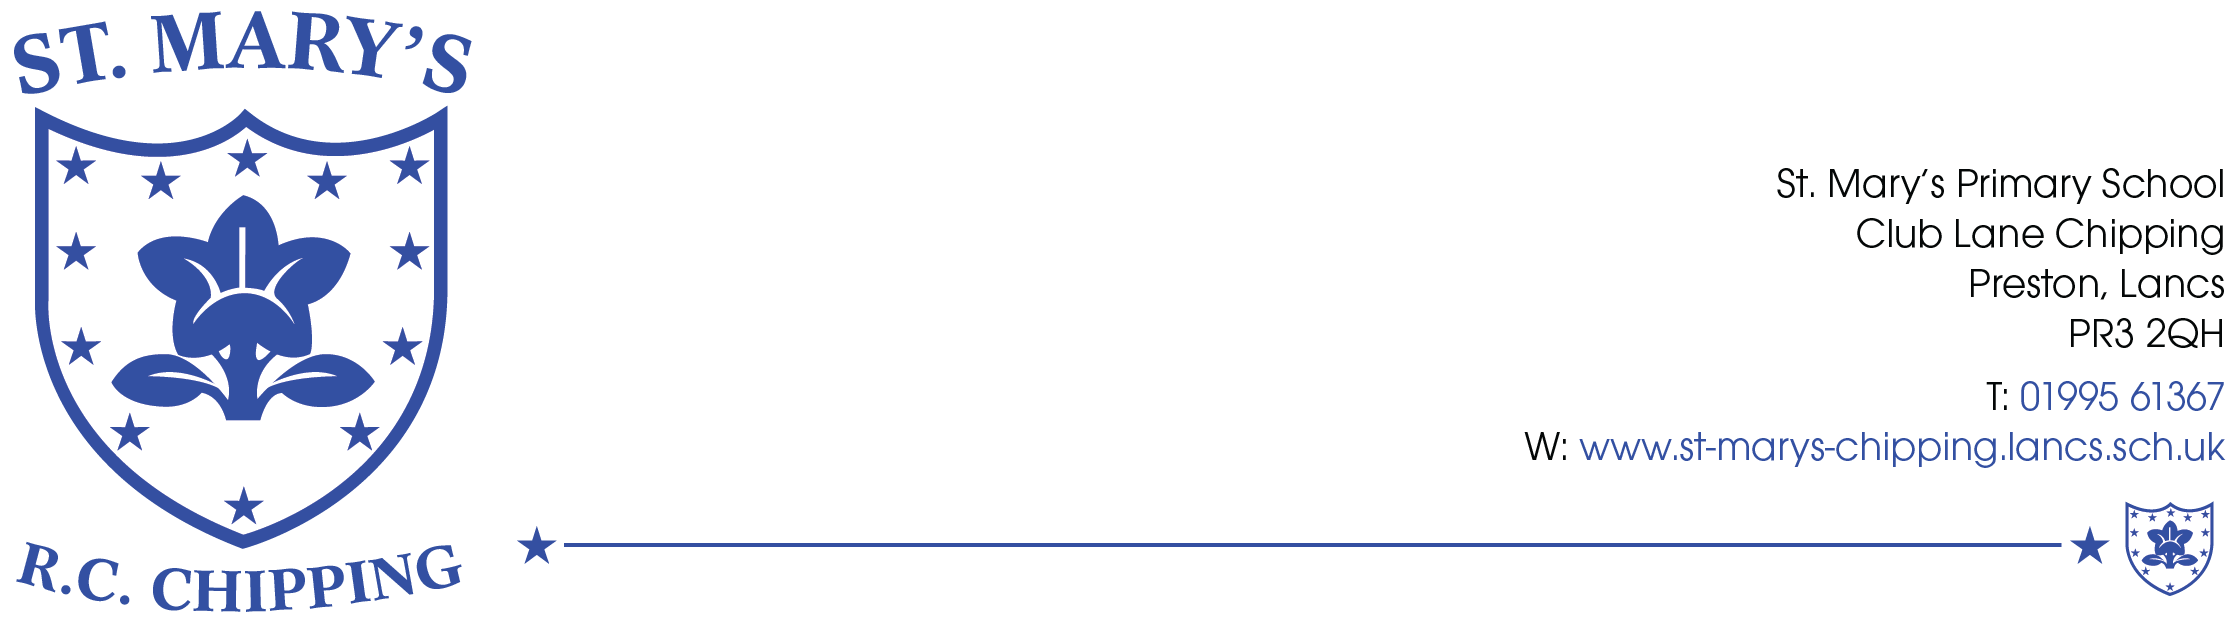 ST. MARY'S
R.C. CHIPPING
St. Mary's Primary School
Club Lane Chipping
Preston, Lancs
PR3 2QH
T: 01995 61367
W: www.st-marys-chipping.lancs.sch.uk